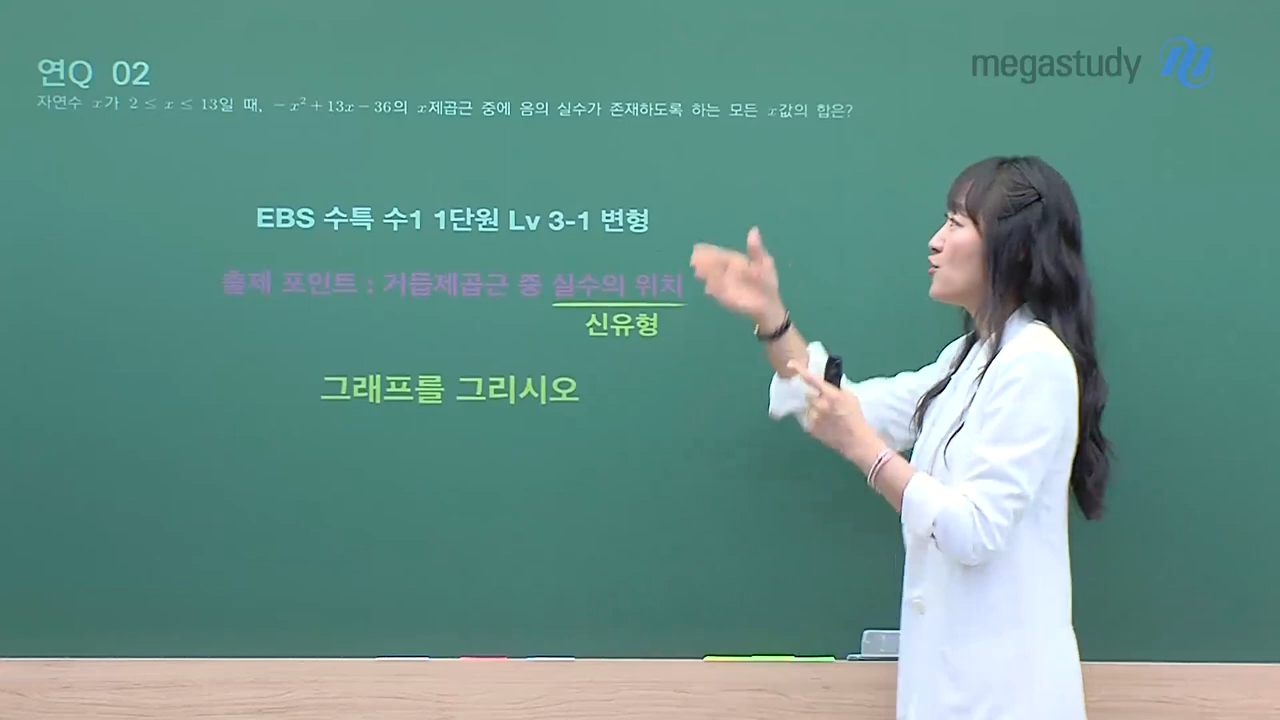 megastudy
연Q 02
자연수 x가 2 ≤ x ≤ 13일 때, −x²+13x−36의 x제곱근 중에 음의 실수가 존재하도록 하는 모든 x값의 합은?
EBS 수특 수1 1단원 Lv 3-1 변형
출제 포인트 : 거듭제곱근 중 실수의 위치
신유형
그래프를 그리시오